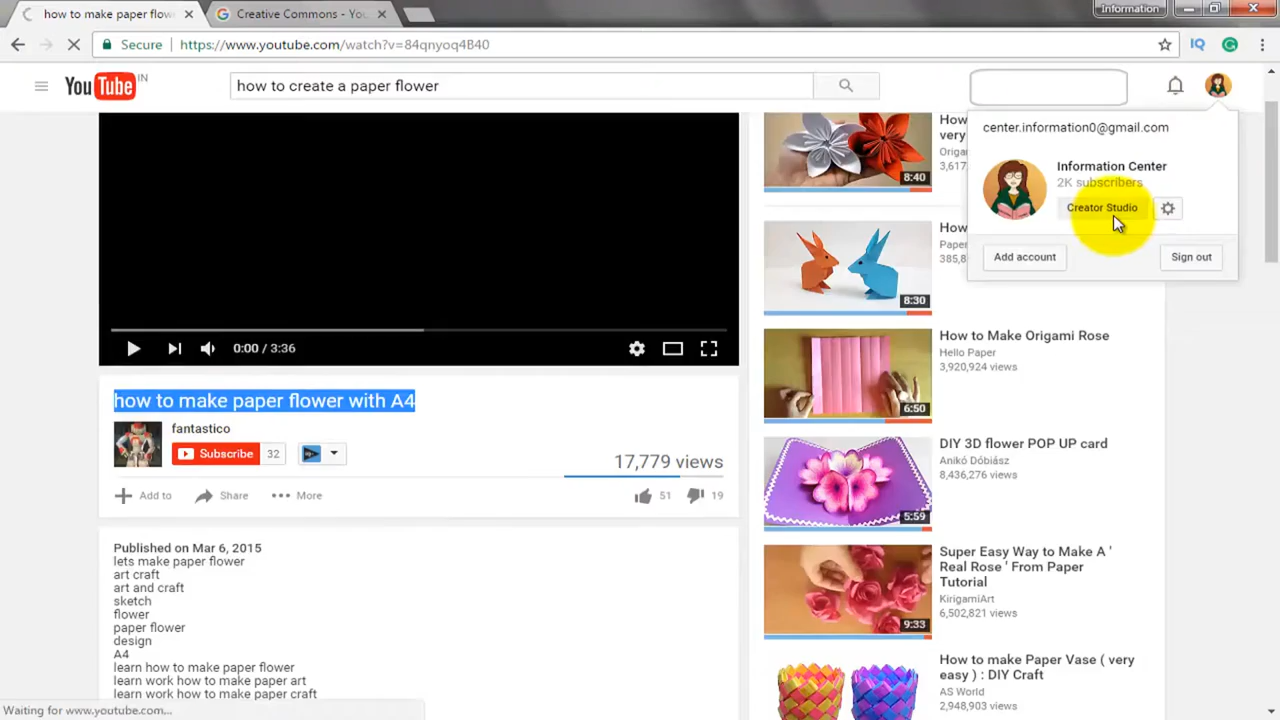 how to make paper flow
Creative Commons - You
Information
Secure
https://www.youtube.com/watch?v=84qnyoq4B40
IQ
G
YouTube
IN
how to create a paper flower
center.information0@gmail.com
Information Center
2K subscribers
Creator Studio
Add account
Sign out
0:00 / 3:36
how to make paper flower with A4
fantastico
Subscribe
32
17,779 views
Add to
Share
More
51
19
Published on Mar 6, 2015
lets make paper flower
art craft
art and craft
sketch
flower
paper flower
design
A4
learn how to make paper flower
learn work how to make paper art
learn work how to make paper craft
8:40
How
very
Origa
3,617
8:30
How
Pape
385,8
6:50
How to Make Origami Rose
Hello Paper
3,920,924 views
5:59
DIY 3D flower POP UP card
Anikó Dóbiász
8,436,276 views
9:33
Super Easy Way to Make A '
Real Rose ' From Paper
Tutorial
KirigamiArt
6,502,821 views
How to make Paper Vase ( very
easy ) : DIY Craft
AS World
2,948,903 views
Waiting for www.youtube.com...